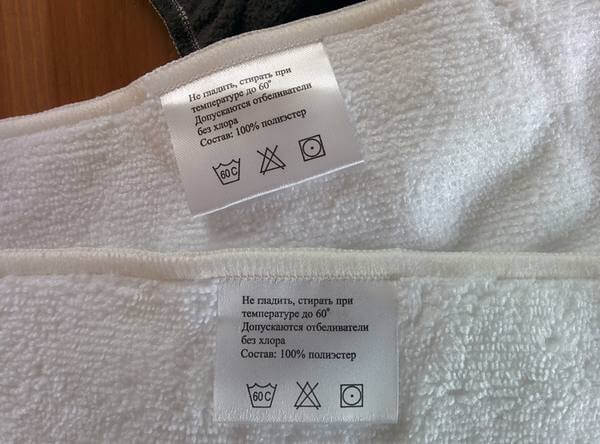 Не гладить, стирать при
температуре до 60°
Допускаются отбеливатели
без хлора
Состав: 100% полиэстер
60 C
Не гладить, стирать при
температуре до 60°
Допускаются отбеливатели
без хлора
Состав: 100% полиэстер
60 C